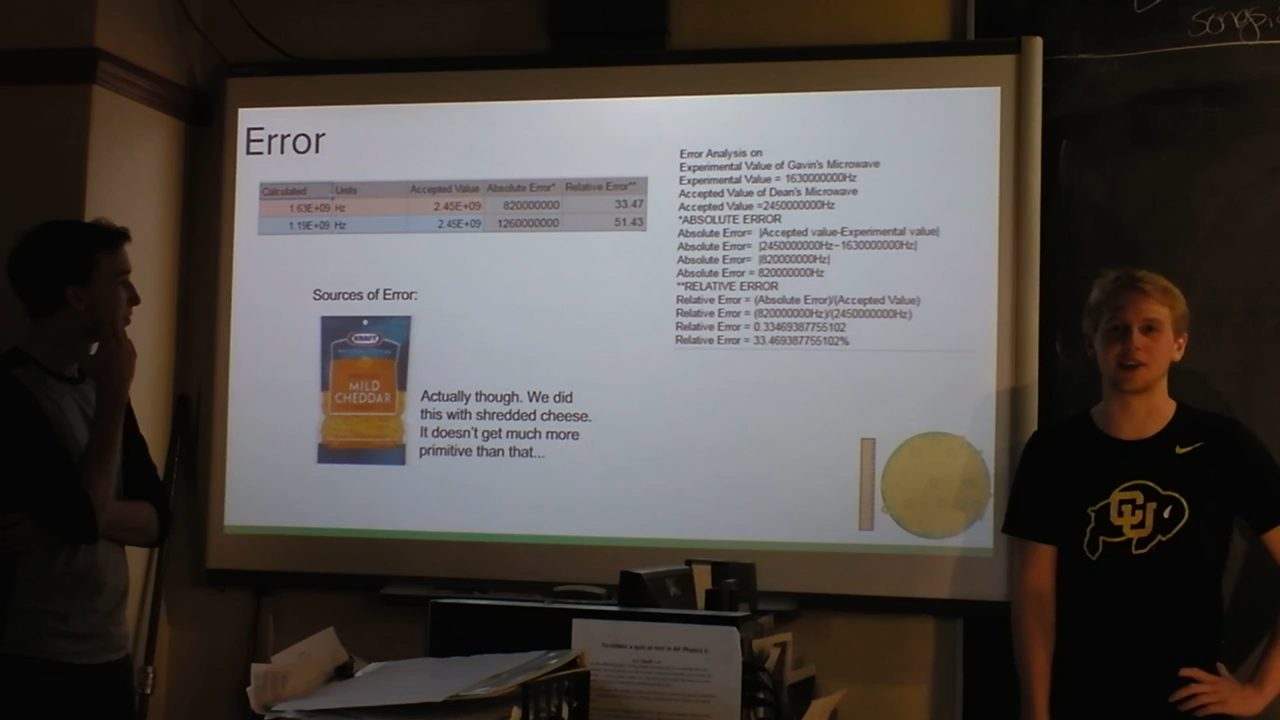 songs
Error
Calculated Units Accepted Value Absolute Error* Relative Error**
1.63E+09 Hz 2.45E+09 820000000 33.47
1.19E+09 Hz 2.45E+09 1260000000 51.43
Sources of Error:
KRAFT
MILD
CHEDDAR
Actually though. We did
this with shredded cheese.
It doesn't get much more
primitive than that...
Error Analysis on
Experimental Value of Gavin's Microwave
Experimental Value = 1630000000Hz
Accepted Value of Dean's Microwave
Accepted Value =2450000000Hz
*ABSOLUTE ERROR
Absolute Error= |Accepted value-Experimental value|
Absolute Error= |2450000000Hz−1630000000Hz|
Absolute Error= |820000000Hz|
Absolute Error = 820000000Hz
**RELATIVE ERROR
Relative Error = (Absolute Error)/(Accepted Value)
Relative Error = (820000000Hz)/(2450000000Hz)
Relative Error = 0.33469387755102
Relative Error = 33.469387755102%
CU